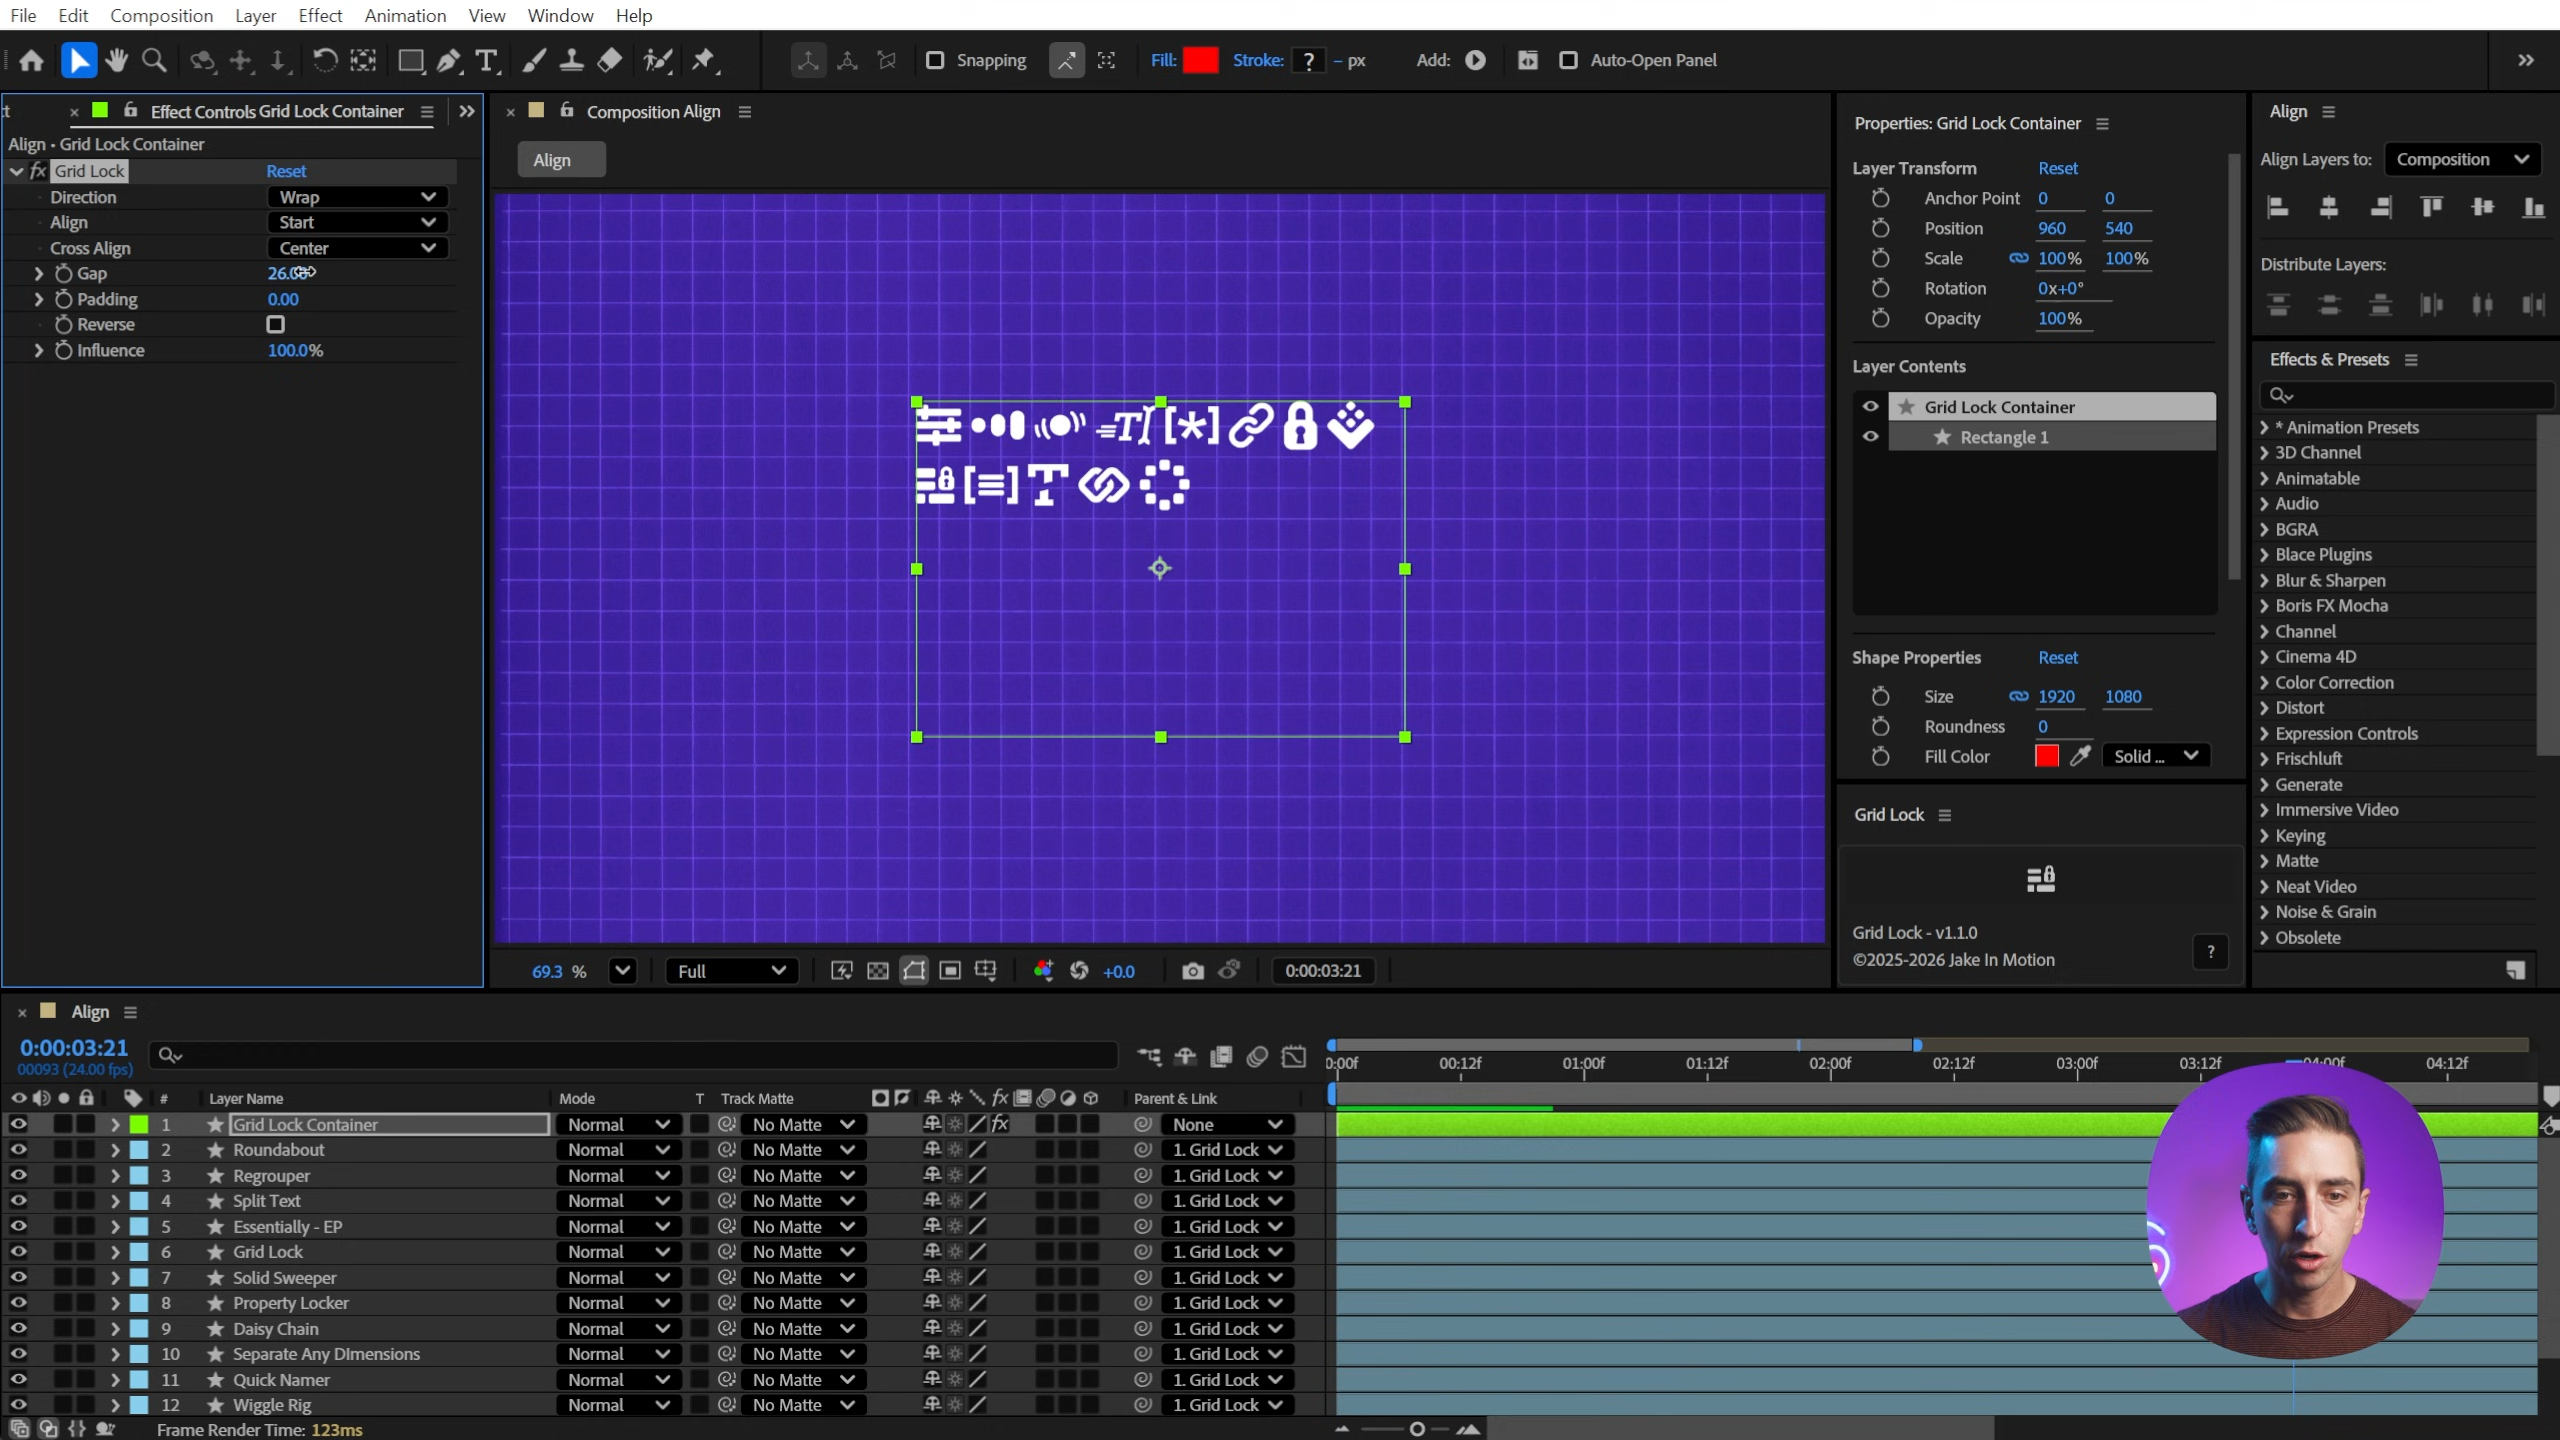 File Edit Composition Layer Effect Animation View Window Help
Snapping Fill: Stroke: ? – px Add: Auto-Open Panel
Effect Controls Grid Lock Container
Align • Grid Lock Container
fx Grid Lock Reset
Direction Wrap
Align Start
Cross Align Center
Gap
Padding 0.00
Reverse
Influence 100.0%
Composition Align
Align
69.3 % Full +0.0 0:00:03:21
Properties: Grid Lock Container
Layer Transform Reset
Anchor Point 0 0
Position 960 540
Scale 100% 100%
Rotation 0x+0°
Opacity 100%
Layer Contents
Grid Lock Container
Rectangle 1
Shape Properties Reset
Size 1920 1080
Roundness 0
Fill Color Solid ...
Grid Lock
Grid Lock - v1.1.0
©2025-2026 Jake In Motion
?
Align
Align Layers to: Composition
Distribute Layers:
Effects & Presets
* Animation Presets
3D Channel
Animatable
Audio
BGRA
Blace Plugins
Blur & Sharpen
Boris FX Mocha
Channel
Cinema 4D
Color Correction
Distort
Expression Controls
Frischluft
Generate
Immersive Video
Keying
Matte
Neat Video
Noise & Grain
Obsolete
Align
0:00:03:21
00093 (24.00 fps)
:00f 00:12f 01:00f 01:12f 02:00f 02:12f 03:00f 03:12f 04:00f 04:12f
# Layer Name Mode T Track Matte fx Parent & Link
1 Grid Lock Container Normal No Matte fx None
2 Roundabout Normal No Matte 1. Grid Lock
3 Regrouper Normal No Matte 1. Grid Lock
4 Split Text Normal No Matte 1. Grid Lock
5 Essentially - EP Normal No Matte 1. Grid Lock
6 Grid Lock Normal No Matte 1. Grid Lock
7 Solid Sweeper Normal No Matte 1. Grid Lock
8 Property Locker Normal No Matte 1. Grid Lock
9 Daisy Chain Normal No Matte 1. Grid Lock
10 Separate Any DImensions Normal No Matte 1. Grid Lock
11 Quick Namer Normal No Matte 1. Grid Lock
12 Wiggle Rig Normal No Matte 1. Grid Lock
Frame Render Time: 123ms